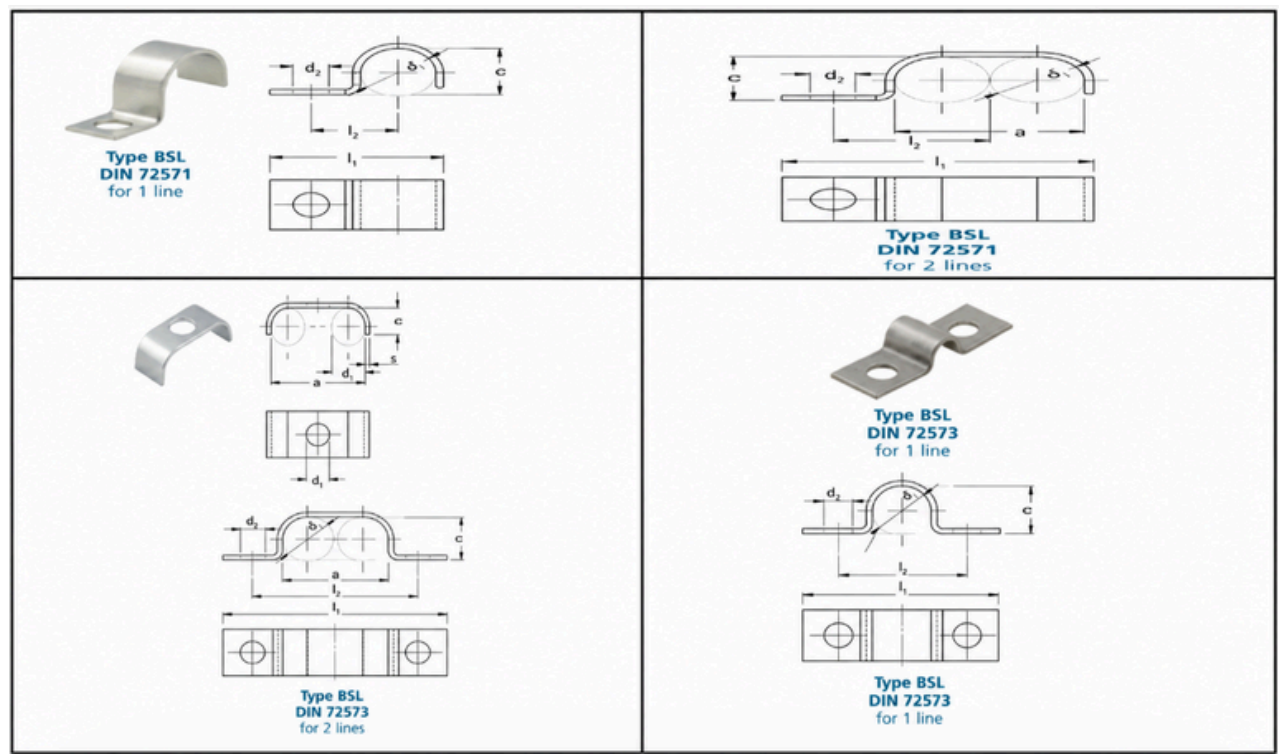 d₂
δ
c
l₂
l₁
Type BSL
DIN 72571
for 1 line
c
d₂
δ
a
l₂
l₁
Type BSL
DIN 72571
for 2 lines
c
s
d₁
a
d₁
d₂
δ
c
a
l₂
l₁
Type BSL
DIN 72573
for 2 lines
Type BSL
DIN 72573
for 1 line
d₂
δ
c
l₂
l₁
Type BSL
DIN 72573
for 1 line